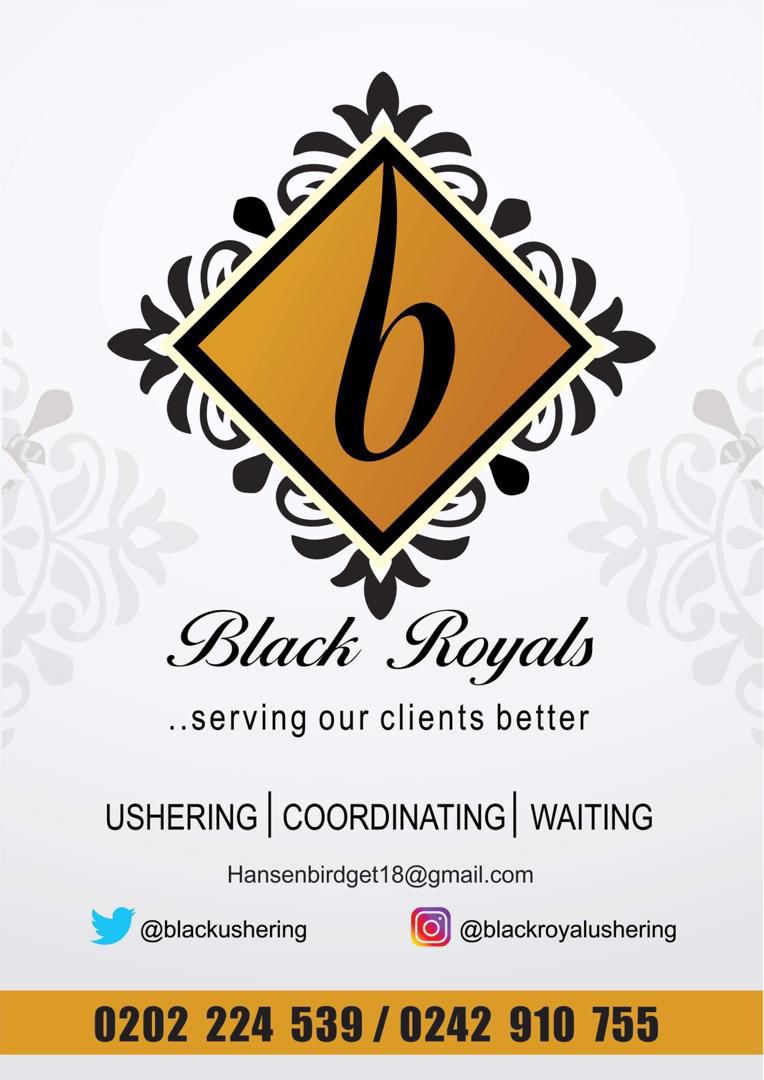 b
Black Royals
..serving our clients better
USHERING | COORDINATING | WAITING
Hansenbirdget18@gmail.com
@blackushering @blackroyalushering
0202 224 539 / 0242 910 755